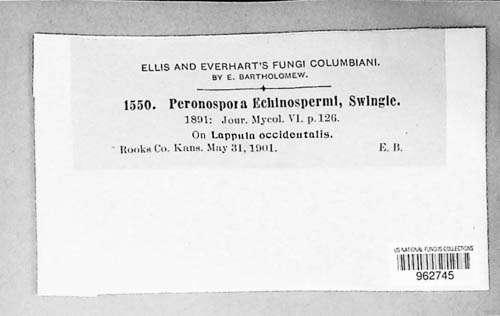 ELLIS AND EVERHART'S FUNGI COLUMBIANI.
BY E. BARTHOLOMEW.
1550. Peronospora Echinospermi, Swingle.
1891: Jour. Mycol. VI. p. 126.
On Lappula occidentalis.
Rooks Co. Kans. May 31, 1901. E. B.
US NATIONAL FUNGUS COLLECTIONS
962745